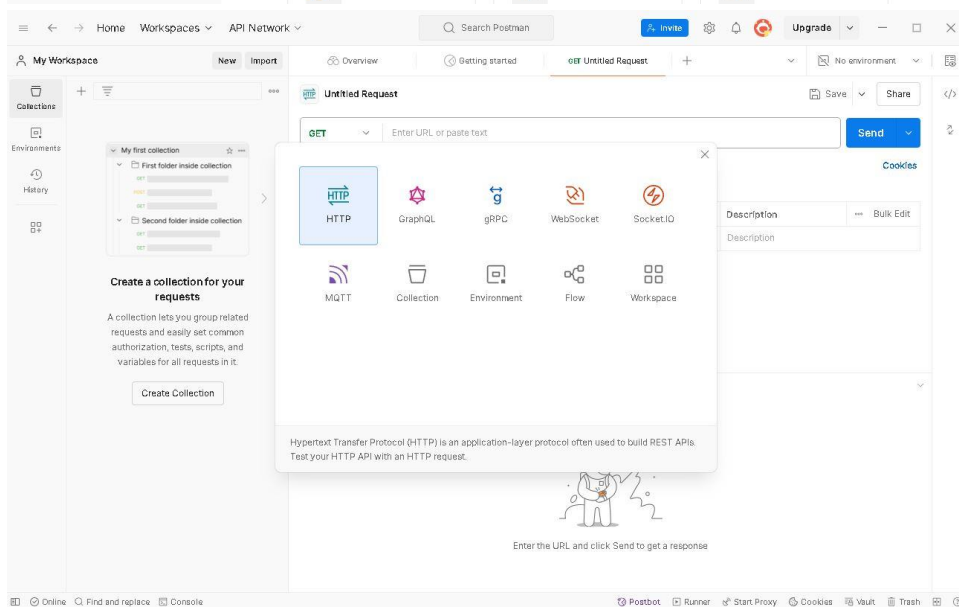 Home Workspaces API Network Search Postman Invite Upgrade
My Workspace New Import Overview Getting started GET Untitled Request No environment
Collections
Environments
History
HTTP Untitled Request Save Share
GET Enter URL or paste text Send
Cookies
My first collection
First folder inside collection
GET
GET
Second folder inside collection
GET
GET
Create a collection for your
requests
A collection lets you group related
requests and easily set common
authorization, tests, scripts, and
variables for all requests in it.
Create Collection
HTTP
HTTP GraphQL gRPC WebSocket Socket.IO
MQTT Collection Environment Flow Workspace
Description Bulk Edit
Description
Hypertext Transfer Protocol (HTTP) is an application-layer protocol often used to build REST APIs.
Test your HTTP API with an HTTP request.
Enter the URL and click Send to get a response
Online Find and replace Console Postbot Runner Start Proxy Cookies Vault Trash